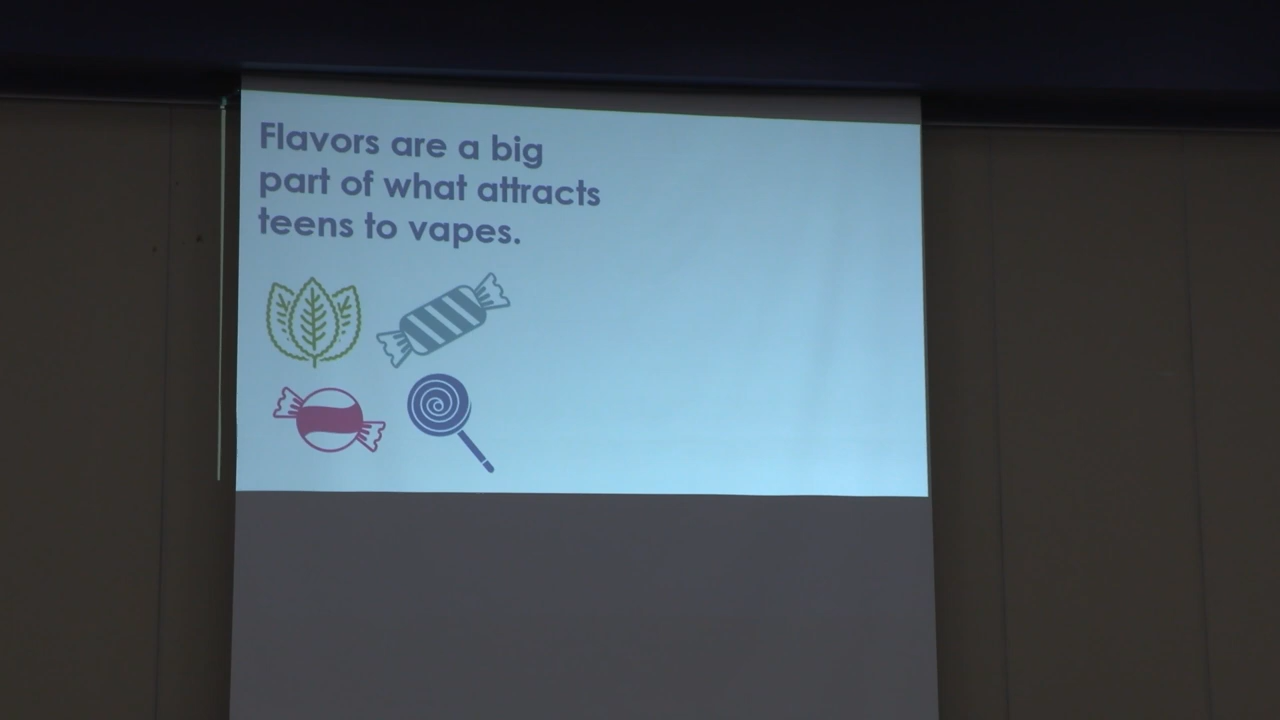 Flavors are a big
part of what attracts
teens to vapes.